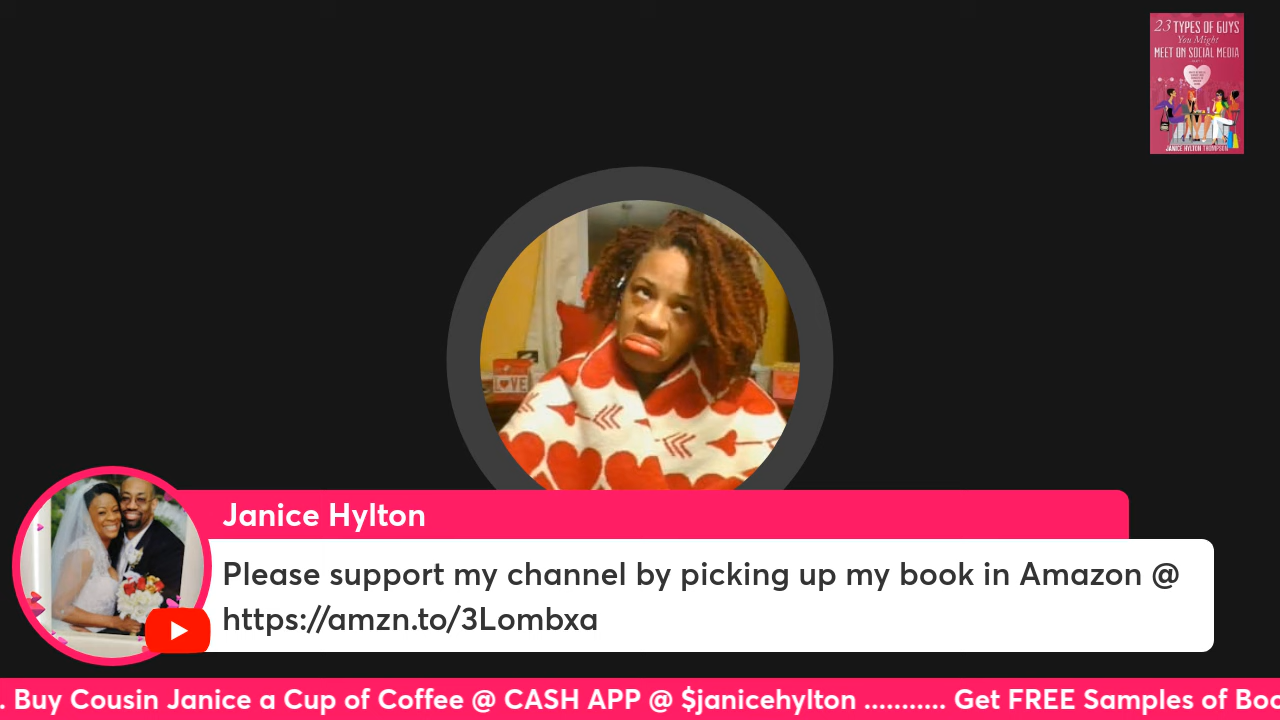 23 TYPES OF GUYS
You Might
MEET ON SOCIAL MEDIA
JANICE HYLTON THOMPSON
LOVE
Janice Hylton
Please support my channel by picking up my book in Amazon @
https://amzn.to/3Lombxa
. Buy Cousin Janice a Cup of Coffee @ CASH APP @ $janicehylton ........... Get FREE Samples of Boo